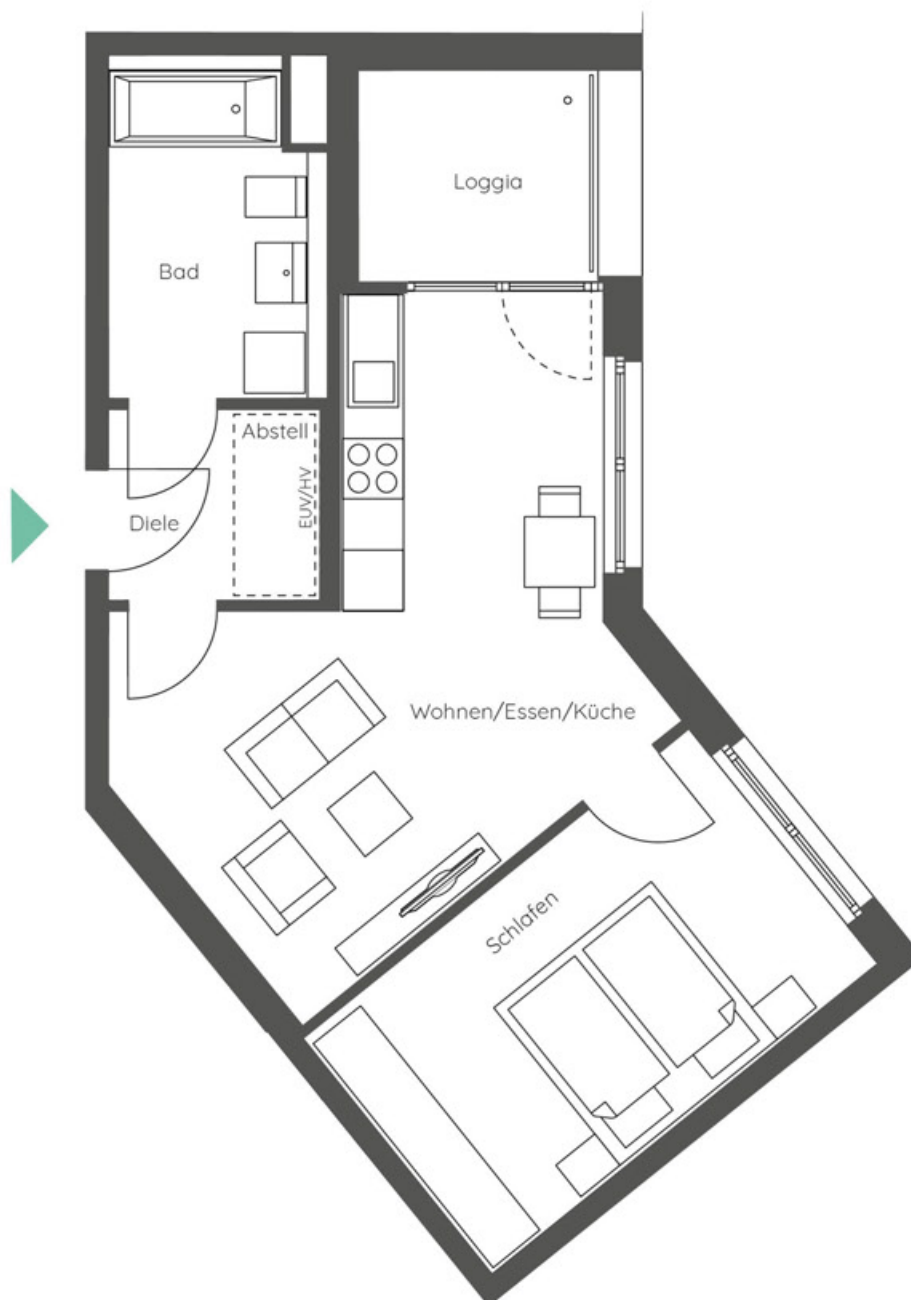 Loggia
Bad
Abstell
EUV/HV
Diele
Wohnen/Essen/Küche
Schlafen